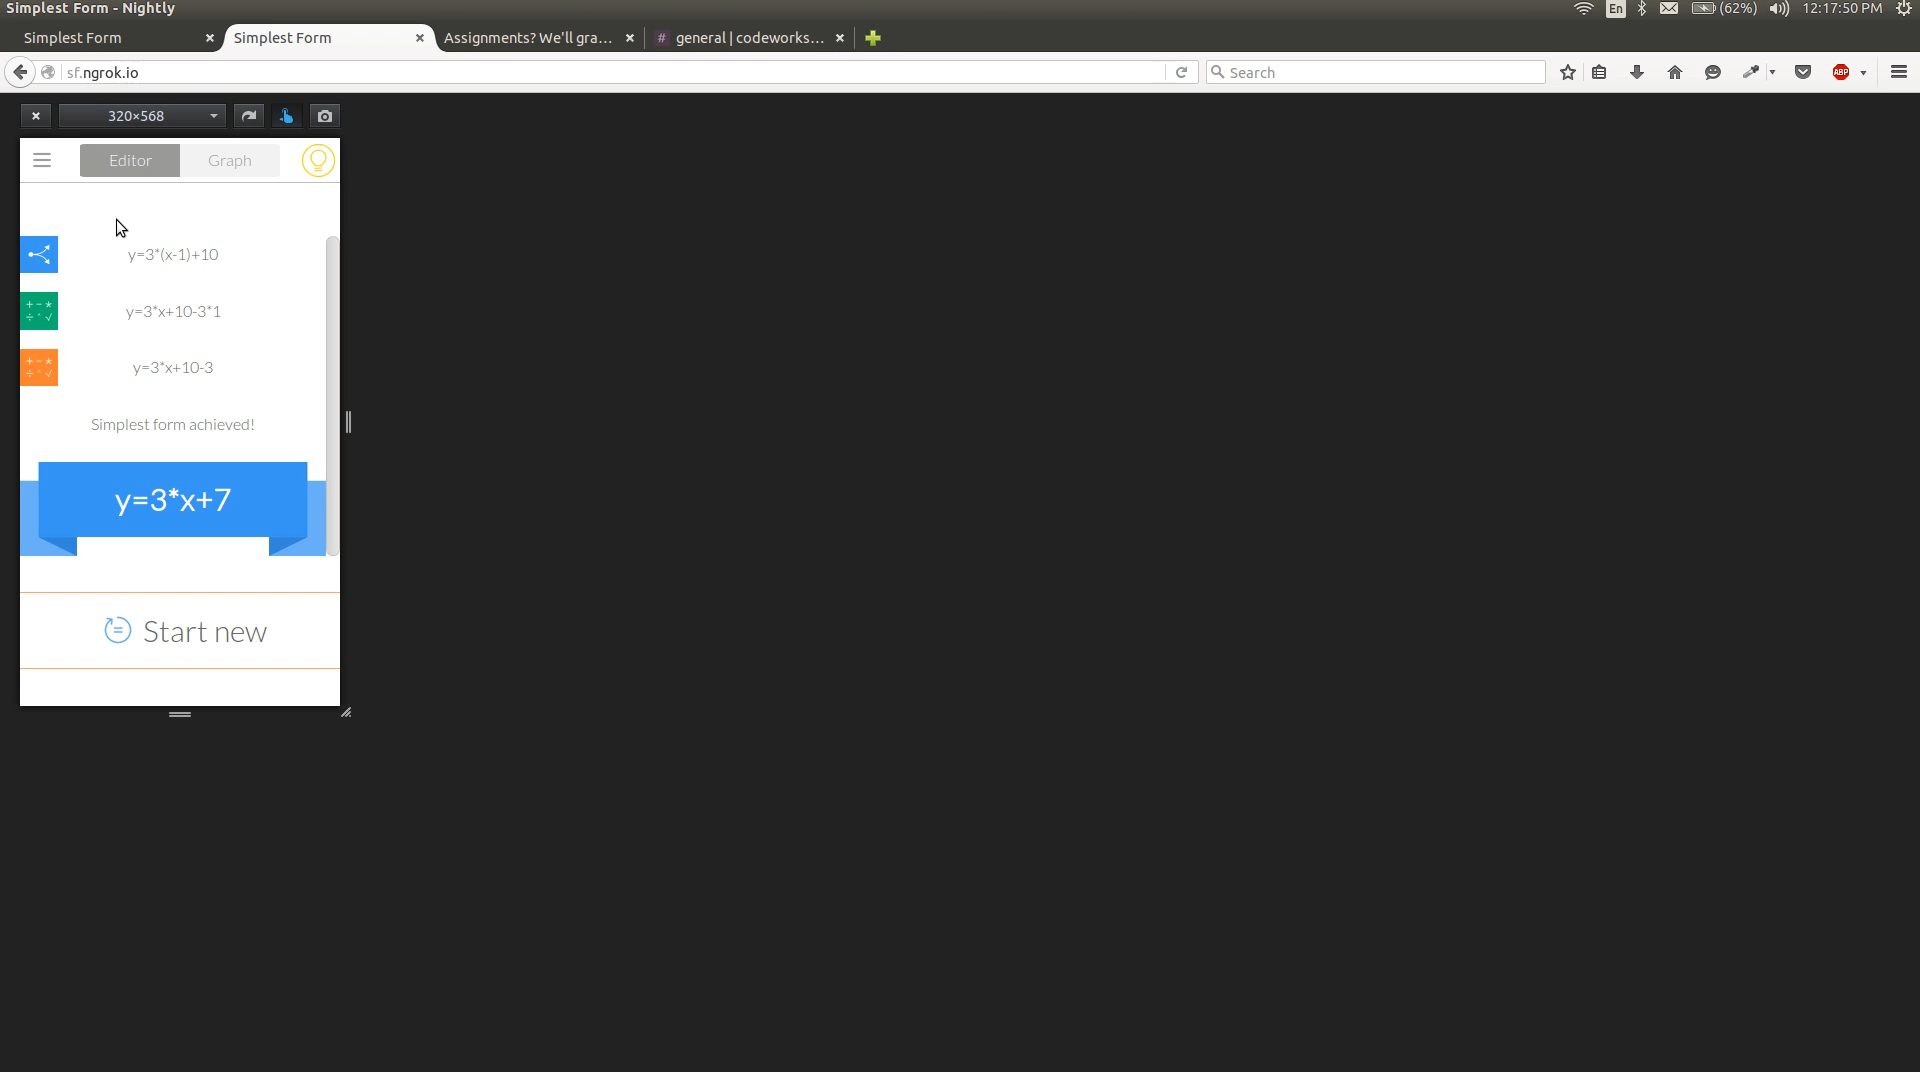 Simplest Form - Nightly
En
(62%)
12:17:50 PM
Simplest Form
Simplest Form
Assignments? We'll gra...
# general | codeworks...
sf.ngrok.io
Search
ABP
320×568
Editor
Graph
y=3*(x-1)+10
y=3*x+10-3*1
y=3*x+10-3
Simplest form achieved!
y=3*x+7
Start new